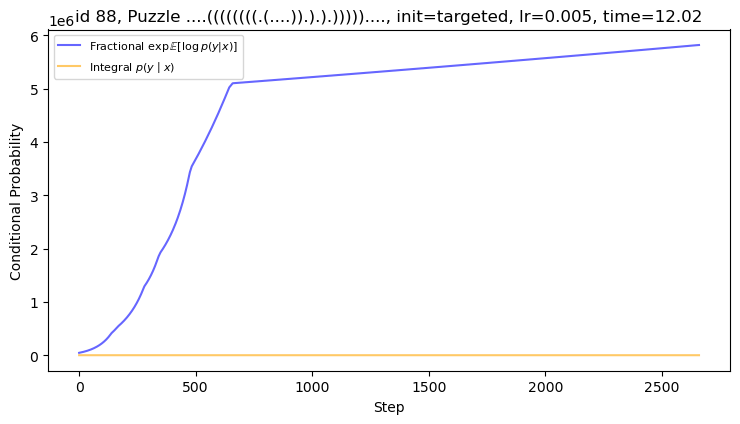 1e6
id 88, Puzzle ....((((((((.(....)).).).)))))...., init=targeted, lr=0.005, time=12.02
Fractional exp𝔼[log p(y|x)]
Integral p(y | x)
Conditional Probability
6
5
4
3
2
1
0
0
500
1000
1500
2000
2500
Step